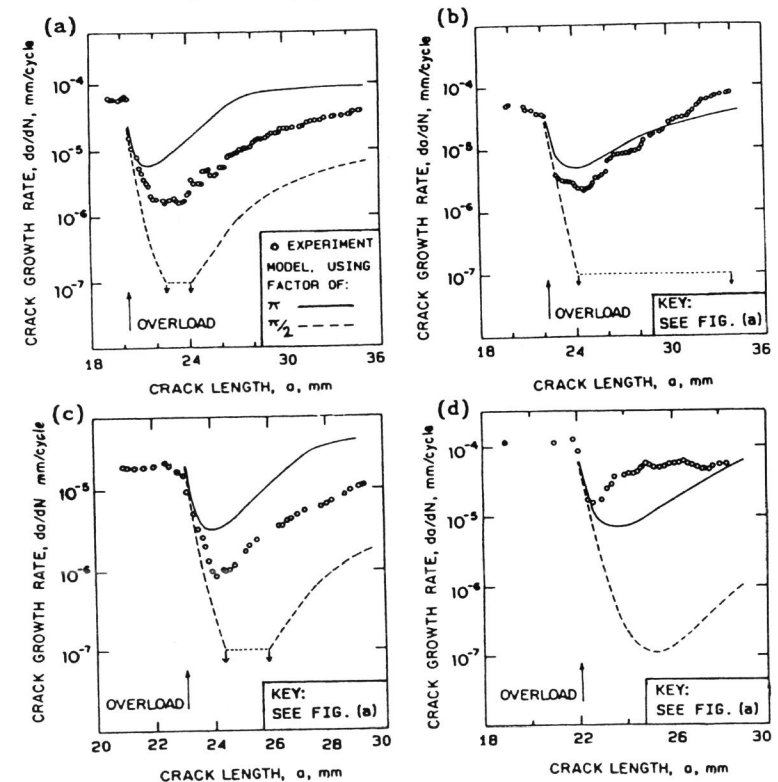 (a)
CRACK GROWTH RATE, da/dN, mm/cycle
10⁻⁴
10⁻⁵
10⁻⁶
10⁻⁷
OVERLOAD
o EXPERIMENT
MODEL, USING
FACTOR OF:
π
π/2
18 24 30 36
CRACK LENGTH, a, mm
(b)
CRACK GROWTH RATE, da/dN, mm/cycle
10⁻⁴
10⁻⁵
10⁻⁶
10⁻⁷
OVERLOAD
KEY:
SEE FIG. (a)
18 24 30 36
CRACK LENGTH, a, mm
(c)
CRACK GROWTH RATE, da/dN mm/cycle
10⁻⁵
10⁻⁶
10⁻⁷
OVERLOAD
KEY:
SEE FIG. (a)
20 22 24 26 28 30
CRACK LENGTH, a, mm
(d)
CRACK GROWTH RATE, da/dN, mm/cycle
10⁻⁴
10⁻⁵
10⁻⁶
10⁻⁷
OVERLOAD
KEY:
SEE FIG. (a)
18 22 26 30
CRACK LENGTH, a, mm